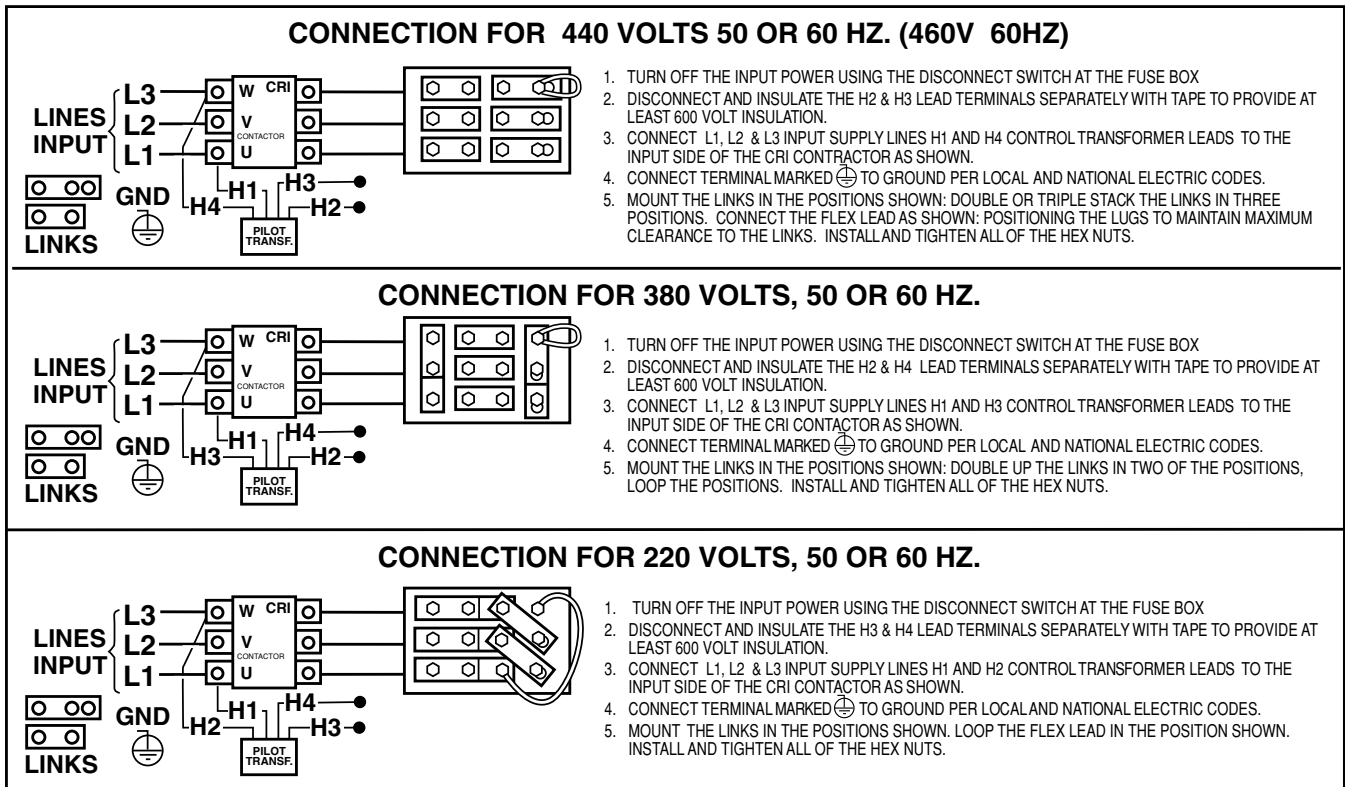 CONNECTION FOR 440 VOLTS 50 OR 60 HZ. (460V 60HZ)
LINES
INPUT
L3
L2
L1
W CRI
V
CONTACTOR
U
H1
H3
H4
H2
GND
PILOT
TRANSF.
LINKS
1. TURN OFF THE INPUT POWER USING THE DISCONNECT SWITCH AT THE FUSE BOX
2. DISCONNECT AND INSULATE THE H2 & H3 LEAD TERMINALS SEPARATELY WITH TAPE TO PROVIDE AT
LEAST 600 VOLT INSULATION.
3. CONNECT L1, L2 & L3 INPUT SUPPLY LINES H1 AND H4 CONTROL TRANSFORMER LEADS TO THE
INPUT SIDE OF THE CRI CONTRACTOR AS SHOWN.
4. CONNECT TERMINAL MARKED TO GROUND PER LOCAL AND NATIONAL ELECTRIC CODES.
5. MOUNT THE LINKS IN THE POSITIONS SHOWN: DOUBLE OR TRIPLE STACK THE LINKS IN THREE
POSITIONS. CONNECT THE FLEX LEAD AS SHOWN: POSITIONING THE LUGS TO MAINTAIN MAXIMUM
CLEARANCE TO THE LINKS. INSTALL AND TIGHTEN ALL OF THE HEX NUTS.
CONNECTION FOR 380 VOLTS, 50 OR 60 HZ.
LINES
INPUT
L3
L2
L1
W CRI
V
CONTACTOR
U
H1
H4
H3
H2
GND
PILOT
TRANSF.
LINKS
1. TURN OFF THE INPUT POWER USING THE DISCONNECT SWITCH AT THE FUSE BOX
2. DISCONNECT AND INSULATE THE H2 & H4 LEAD TERMINALS SEPARATELY WITH TAPE TO PROVIDE AT
LEAST 600 VOLT INSULATION.
3. CONNECT L1, L2 & L3 INPUT SUPPLY LINES H1 AND H3 CONTROL TRANSFORMER LEADS TO THE
INPUT SIDE OF THE CRI CONTACTOR AS SHOWN.
4. CONNECT TERMINAL MARKED TO GROUND PER LOCAL AND NATIONAL ELECTRIC CODES.
5. MOUNT THE LINKS IN THE POSITIONS SHOWN: DOUBLE UP THE LINKS IN TWO OF THE POSITIONS,
LOOP THE POSITIONS. INSTALL AND TIGHTEN ALL OF THE HEX NUTS.
CONNECTION FOR 220 VOLTS, 50 OR 60 HZ.
LINES
INPUT
L3
L2
L1
W CRI
V
CONTACTOR
U
H1
H4
H2
H3
GND
PILOT
TRANSF.
LINKS
1. TURN OFF THE INPUT POWER USING THE DISCONNECT SWITCH AT THE FUSE BOX
2. DISCONNECT AND INSULATE THE H3 & H4 LEAD TERMINALS SEPARATELY WITH TAPE TO PROVIDE AT
LEAST 600 VOLT INSULATION.
3. CONNECT L1, L2 & L3 INPUT SUPPLY LINES H1 AND H2 CONTROL TRANSFORMER LEADS TO THE
INPUT SIDE OF THE CRI CONTACTOR AS SHOWN.
4. CONNECT TERMINAL MARKED TO GROUND PER LOCAL AND NATIONAL ELECTRIC CODES.
5. MOUNT THE LINKS IN THE POSITIONS SHOWN. LOOP THE FLEX LEAD IN THE POSITION SHOWN.
INSTALL AND TIGHTEN ALL OF THE HEX NUTS.